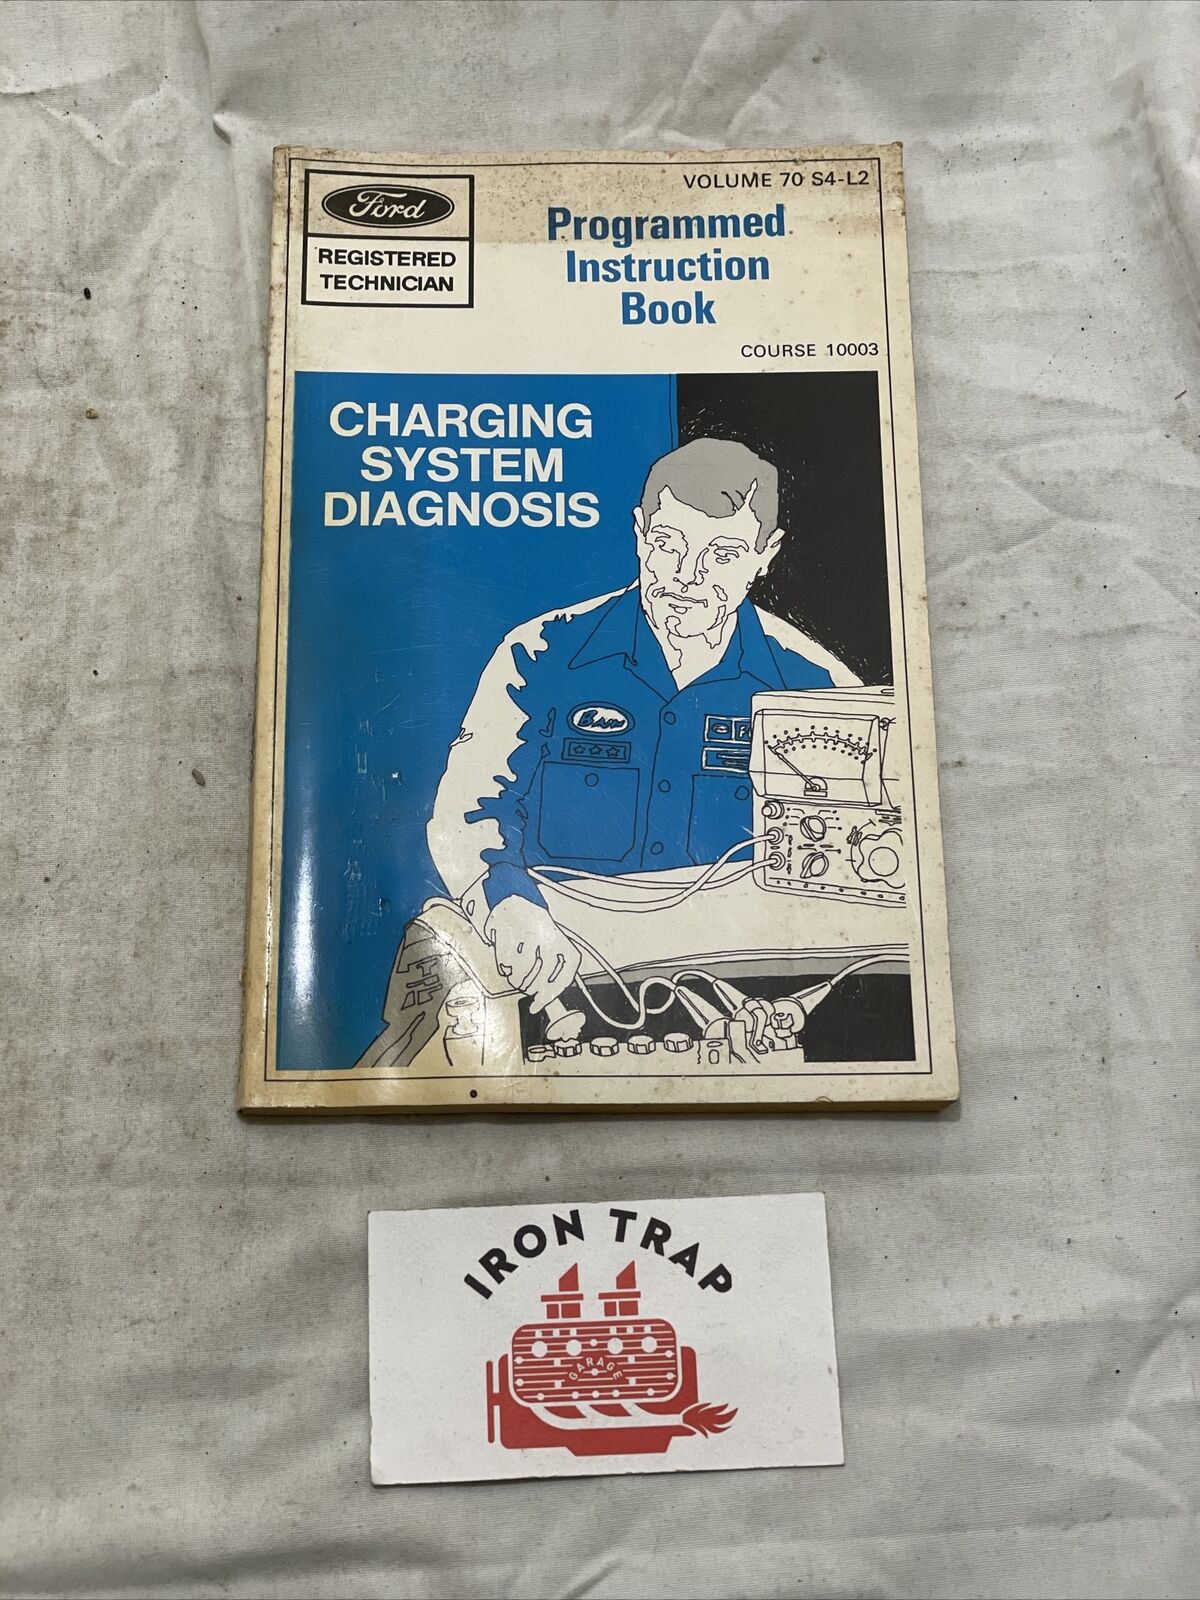 Ford
REGISTERED
TECHNICIAN
VOLUME 70 S4-L2
Programmed
Instruction
Book
COURSE 10003
CHARGING
SYSTEM
DIAGNOSIS
IRON TRAP
GARAGE